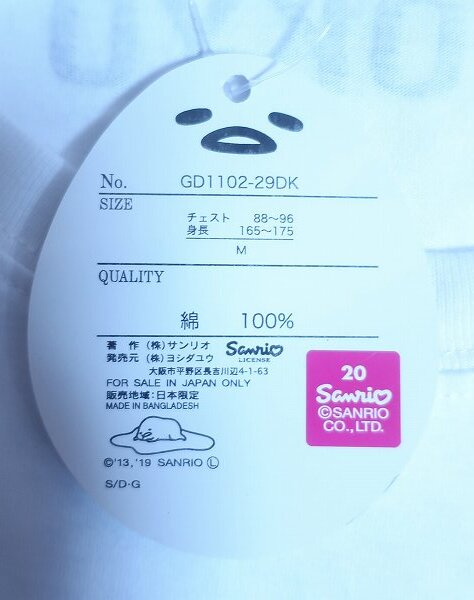 No. GD1102-29DK
SIZE
チェスト 88～96
身長 165～175
M
QUALITY
綿 100%
著 作 (株)サンリオ
発売元 (株)ヨシダユウ
Sanrio
LICENSE
大阪市平野区長吉川辺4-1-63
FOR SALE IN JAPAN ONLY
販売地域:日本限定
MADE IN BANGLADESH
©'13,'19 SANRIO Ⓛ
S/D·G
20
Sanrio
©SANRIO
CO.,LTD.